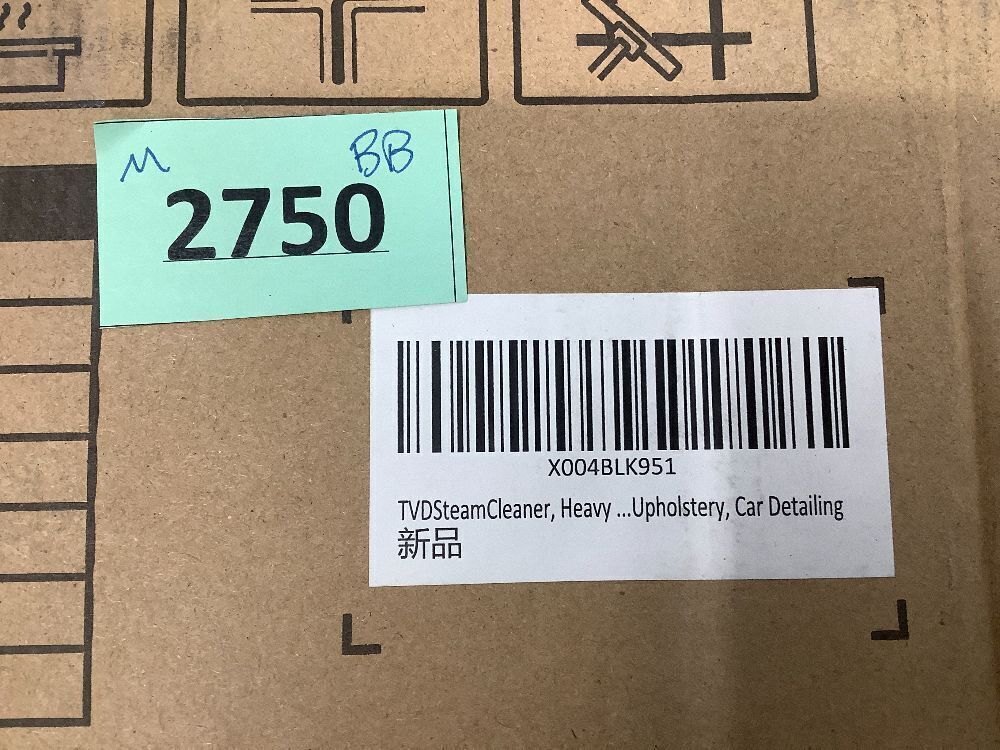 M BB
2750
X004BLK951
TVDSteamCleaner, Heavy ...Upholstery, Car Detailing
新品